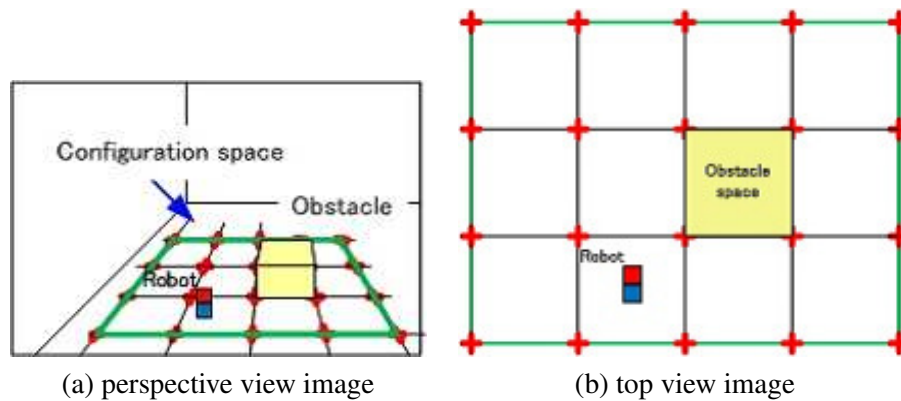 Configuration space
Obstacle
Robot
(a) perspective view image
Obstacle
space
Robot
(b) top view image